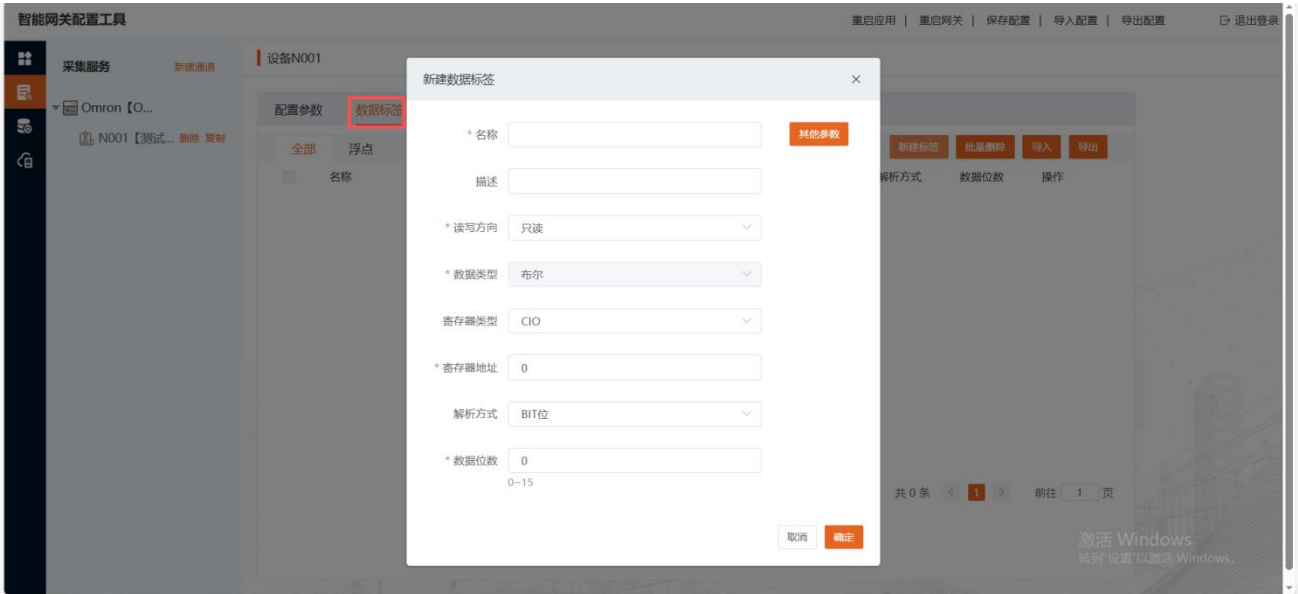 智能网关配置工具
重启应用 | 重启网关 | 保存配置 | 导入配置 | 导出配置 退出登录
采集服务 新建通道
设备N001
Omron【O...
N001【测试... 删除 复制
配置参数 数据标签
全部 浮点
新建标签 批量删除 导入 导出
名称 解析方式 数据位数 操作
新建数据标签
* 名称 其他参数
描述
* 读写方向 只读
* 数据类型 布尔
寄存器类型 CIO
* 寄存器地址 0
解析方式 BIT位
* 数据位数 0
0~15
取消 确定
共 0 条 1 前往 1 页
激活 Windows
转到"设置"以激活 Windows。